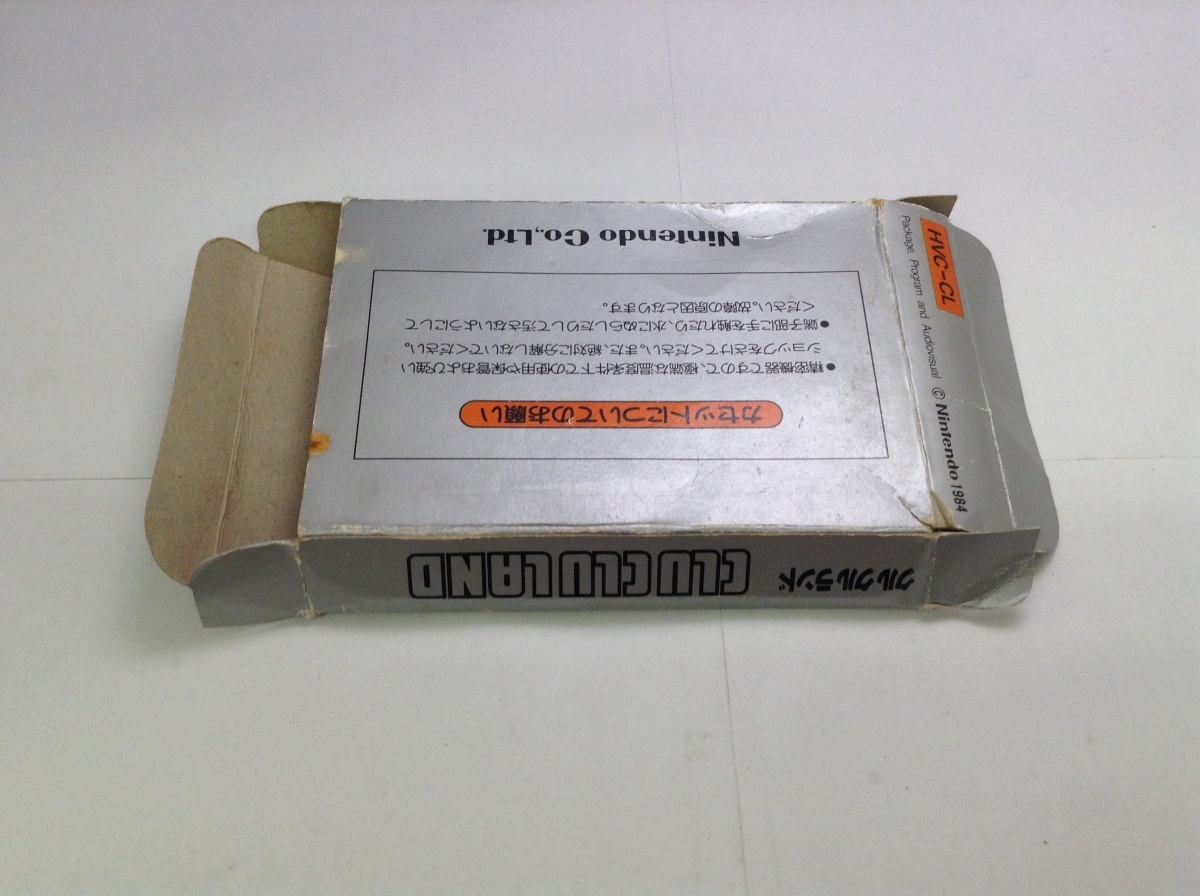 クルクルランド CLU CLU LAND
カセットについてのお願い
●精密機器ですので、極端な温度条件下での使用や保管および強い
ショックをさけてください。また、絶対に分解しないでください。
●端子部に手を触れたり、水にぬらしたりして汚さないようにして
ください。故障の原因となります。
Nintendo Co.,Ltd.
HVC-CL
Package, Program and Audiovisual © Nintendo 1984